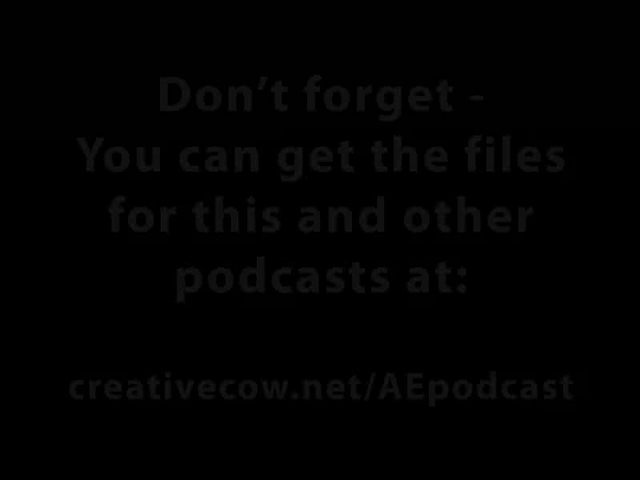 Don’t forget -
You can get the files
for this and other
podcasts at:
creativecow.net/AEpodcast